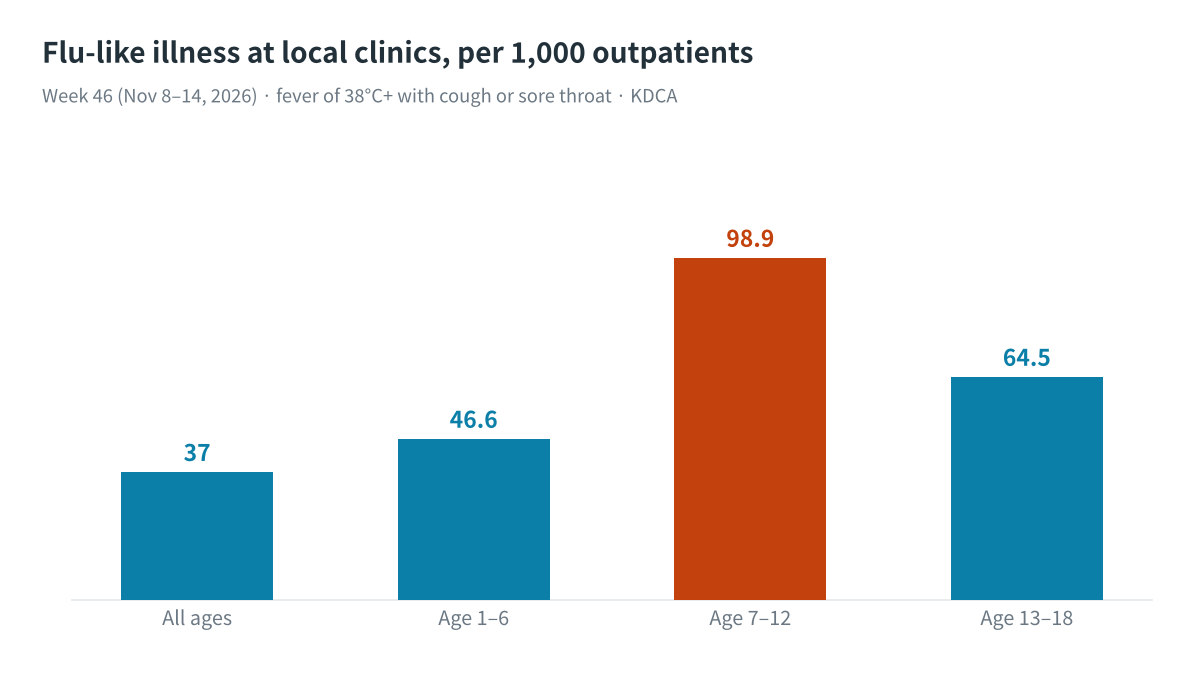 Flu-like illness at local clinics, per 1,000 outpatients
Week 46 (Nov 8–14, 2026) · fever of 38°C+ with cough or sore throat · KDCA
98.9
64.5
46.6
37
All ages
Age 1–6
Age 7–12
Age 13–18